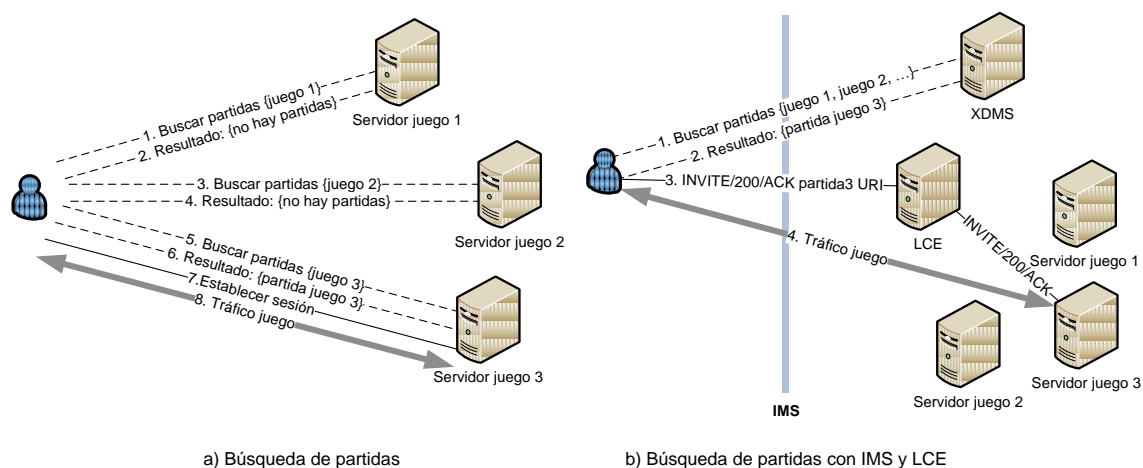 1. Buscar partidas {juego 1}
2. Resultado: {no hay partidas}
Servidor juego 1
3. Buscar partidas {juego 2}
4. Resultado: {no hay partidas}
Servidor juego 2
5. Buscar partidas {juego 3}
6. Resultado: {partida juego 3}
7.Establecer sesión
8. Tráfico juego
Servidor juego 3
a) Búsqueda de partidas
1. Buscar partidas {juego 1, juego 2, …}
2. Resultado: {partida juego 3}
XDMS
3. INVITE/200/ACK partida3 URI
LCE
INVITE/200/ACK
Servidor juego 1
4. Tráfico juego
Servidor juego 3
Servidor juego 2
IMS
b) Búsqueda de partidas con IMS y LCE